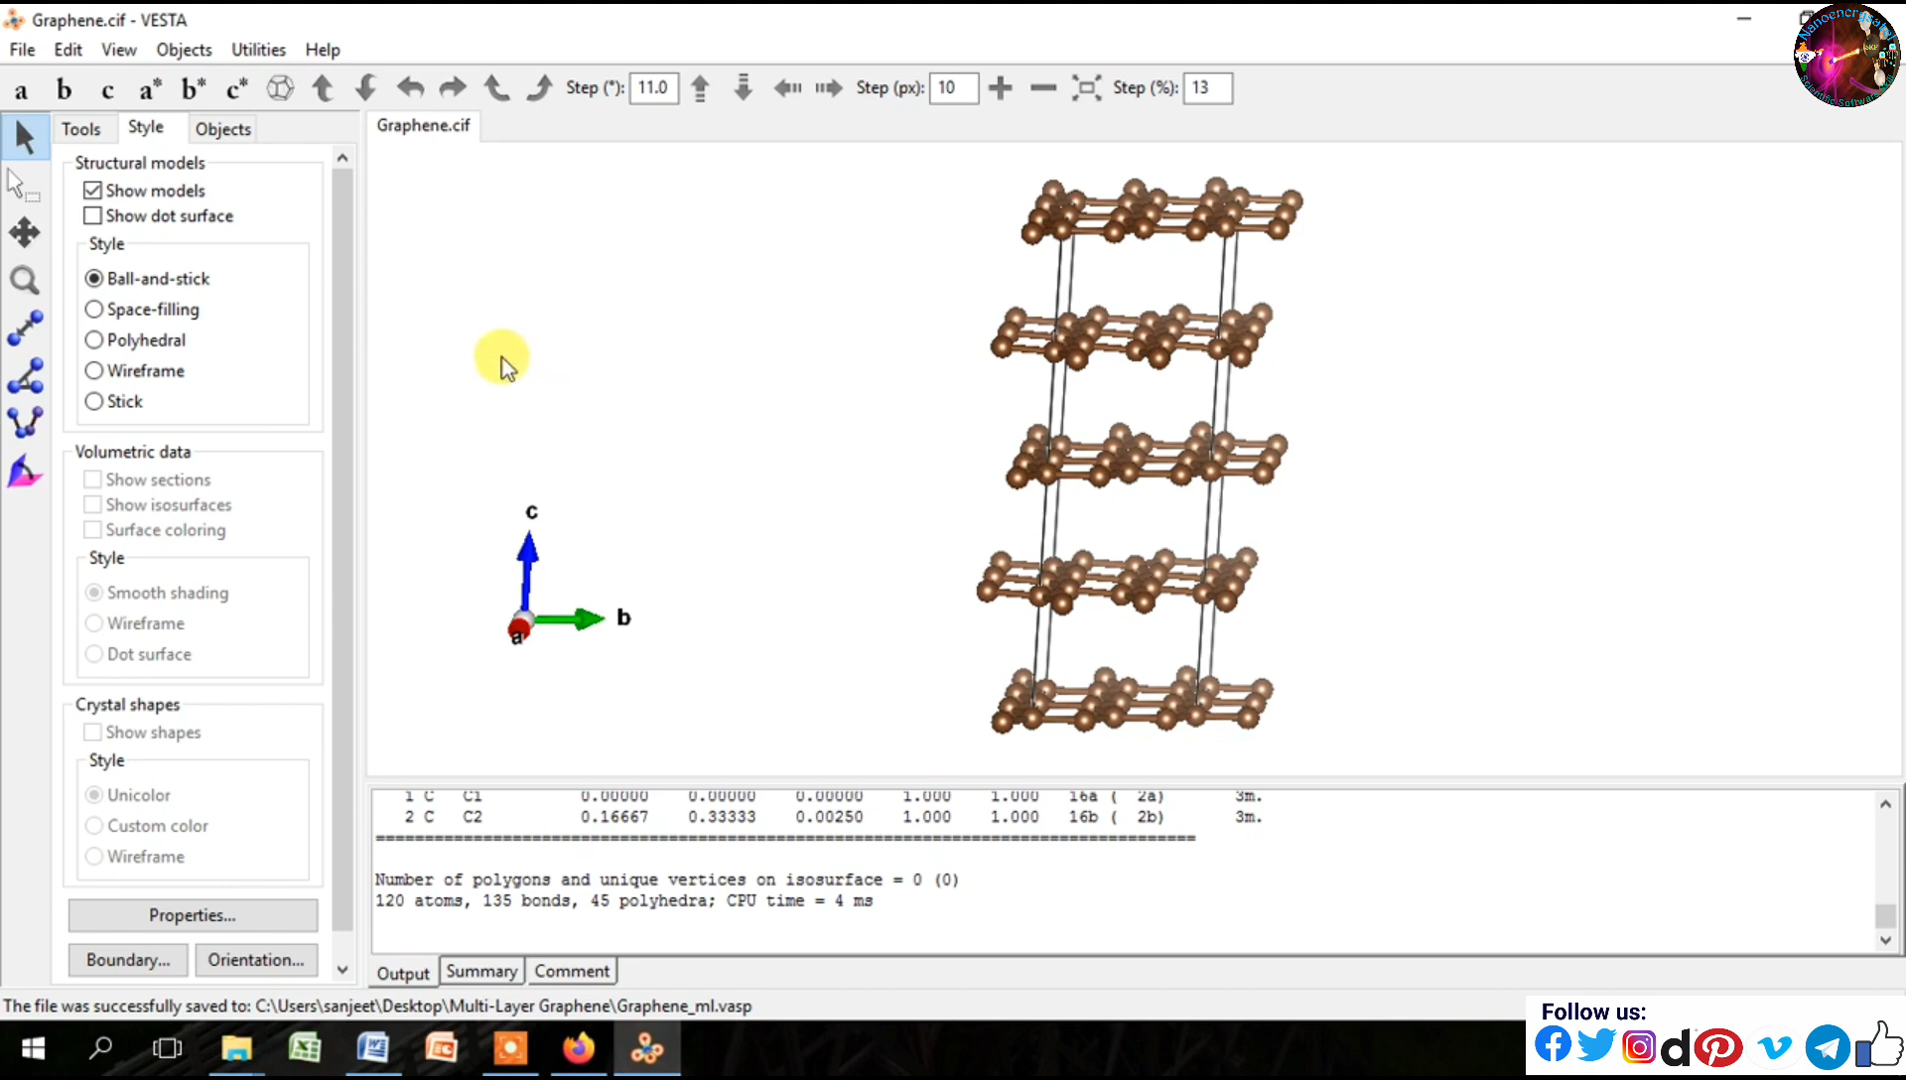 Graphene.cif - VESTA
File Edit View Objects Utilities Help
a b c a* b* c* Step (°): 11.0 Step (px): 10 Step (%): 13
Tools Style Objects
Graphene.cif
Structural models
Show models
Show dot surface
Style
Ball-and-stick
Space-filling
Polyhedral
Wireframe
Stick
Volumetric data
Show sections
Show isosurfaces
Surface coloring
Style
Smooth shading
Wireframe
Dot surface
Crystal shapes
Show shapes
Style
Unicolor
Custom color
Wireframe
Properties...
Boundary... Orientation...
c
b
a
1 C C1 0.00000 0.00000 0.00000 1.000 1.000 16a ( 2a) 3m.
2 C C2 0.16667 0.33333 0.00250 1.000 1.000 16b ( 2b) 3m.
Number of polygons and unique vertices on isosurface = 0 (0)
120 atoms, 135 bonds, 45 polyhedra; CPU time = 4 ms
Output Summary Comment
The file was successfully saved to: C:\Users\sanjeet\Desktop\Multi-Layer Graphene\Graphene_ml.vasp
Follow us: